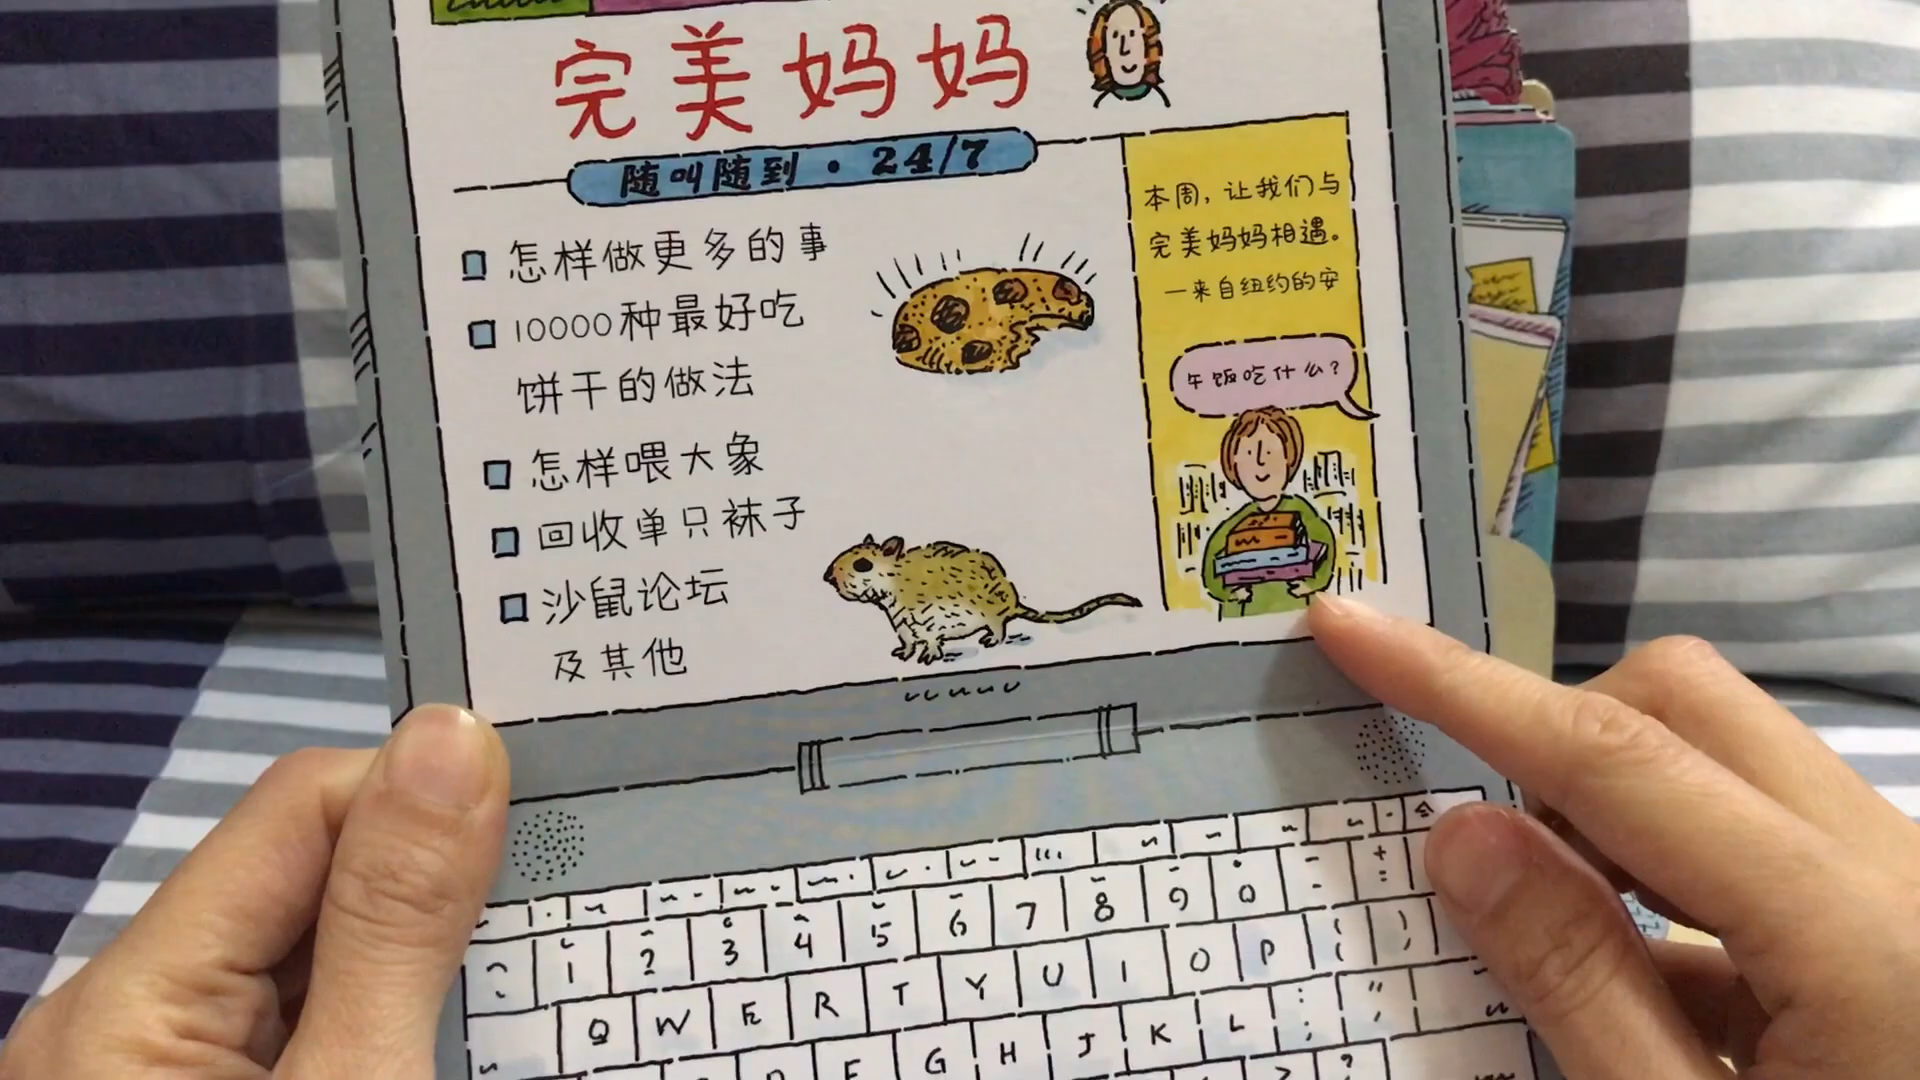 完美妈妈
随叫随到·24/7
怎样做更多的事
10000种最好吃
饼干的做法
怎样喂大象
回收单只袜子
沙鼠论坛
及其他
本周，让我们与
完美妈妈相遇。
—来自纽约的安
午饭吃什么？
1 2 3 4 5 6 7 8 9 0 - + =
Q W E R T Y U I O P
G H J K L : ; " '